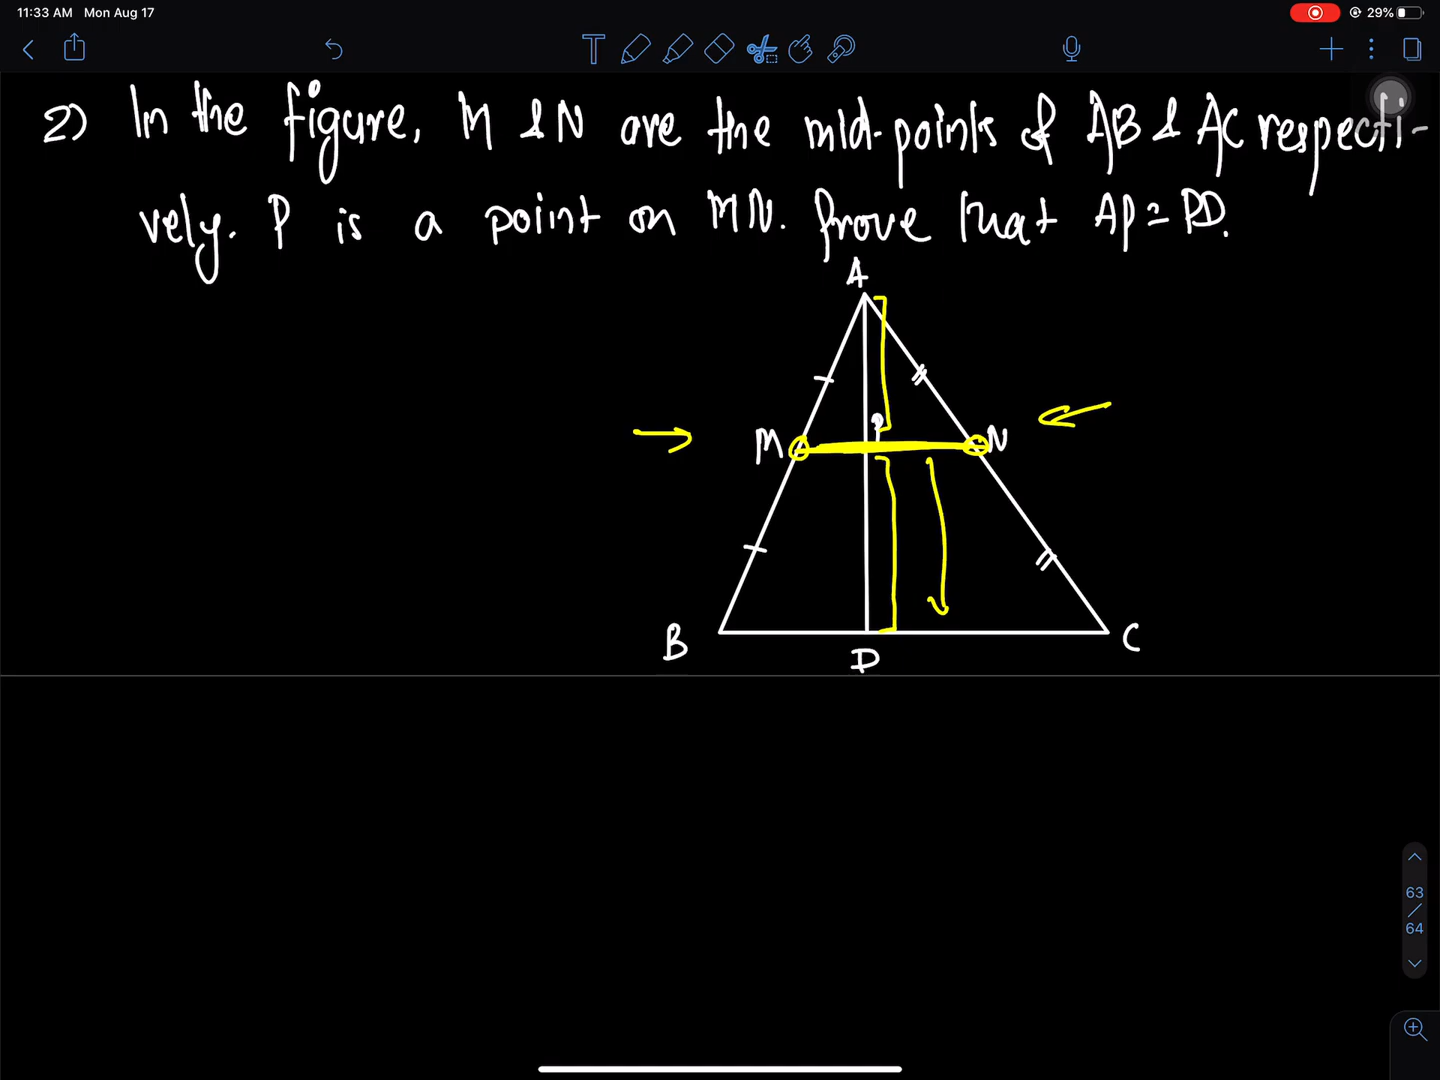 11:33 AM Mon Aug 17
29%
2) In the figure, M & N are the mid-points of AB & AC respecti-
vely. P is a point on MN. Prove that AP = PD.
A
P
M
N
B
C
D
63
64